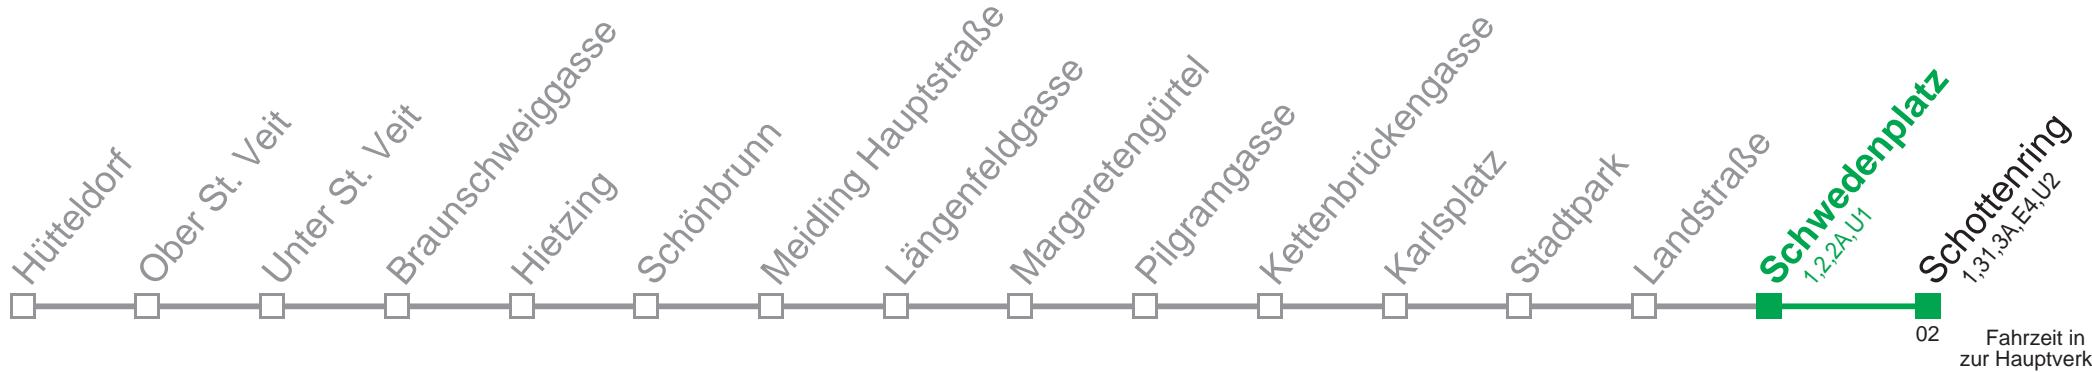 Hütteldorf
Ober St. Veit
Unter St. Veit
Braunschweiggasse
Hietzing
Schönbrunn
Meidling Hauptstraße
Längenfeldgasse
Margaretengürtel
Pilgramgasse
Kettenbrückengasse
Karlsplatz
Stadtpark
Landstraße
Schwedenplatz
1,2,2A,U1
Schottenring
1,31,3A,E4,U2
02
Fahrzeit in
zur Hauptverk